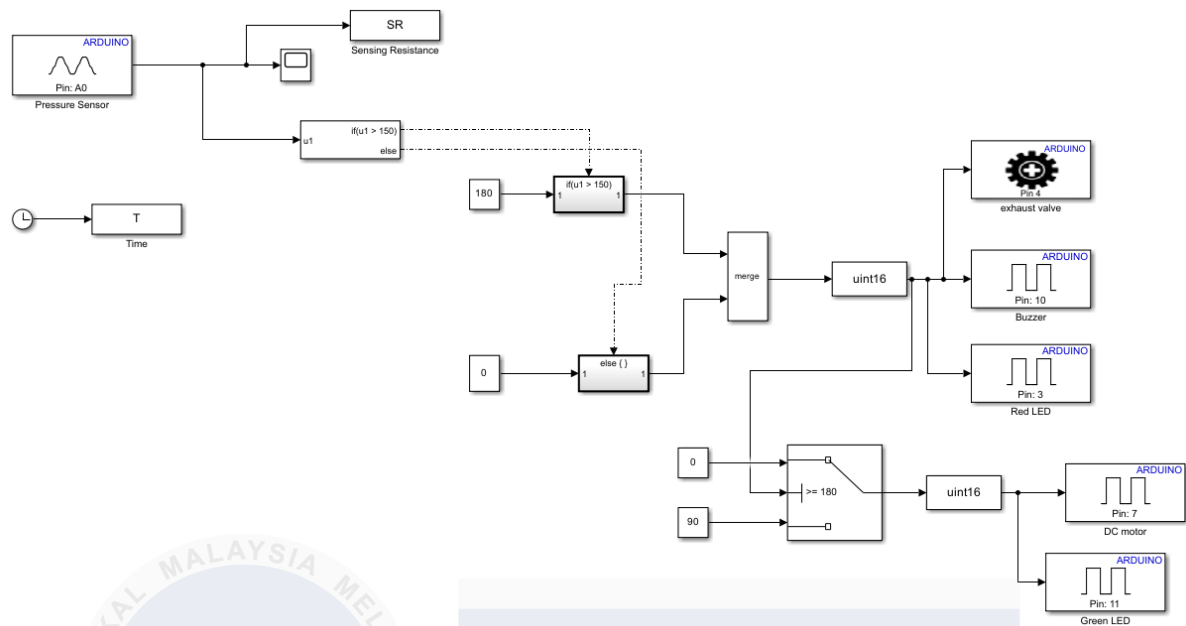 SR
Sensing Resistance
ARDUINO
Pin: A0
Pressure Sensor
u1
if(u1 > 150)
else
T
Time
180
if(u1 > 150)
1
1
0
else { }
1
1
merge
uint16
ARDUINO
Pin 4
exhaust valve
ARDUINO
Pin: 10
Buzzer
ARDUINO
Pin: 3
Red LED
0
>= 180
90
uint16
ARDUINO
Pin: 7
DC motor
ARDUINO
Pin: 11
Green LED
KAL MALAYSIA MEL